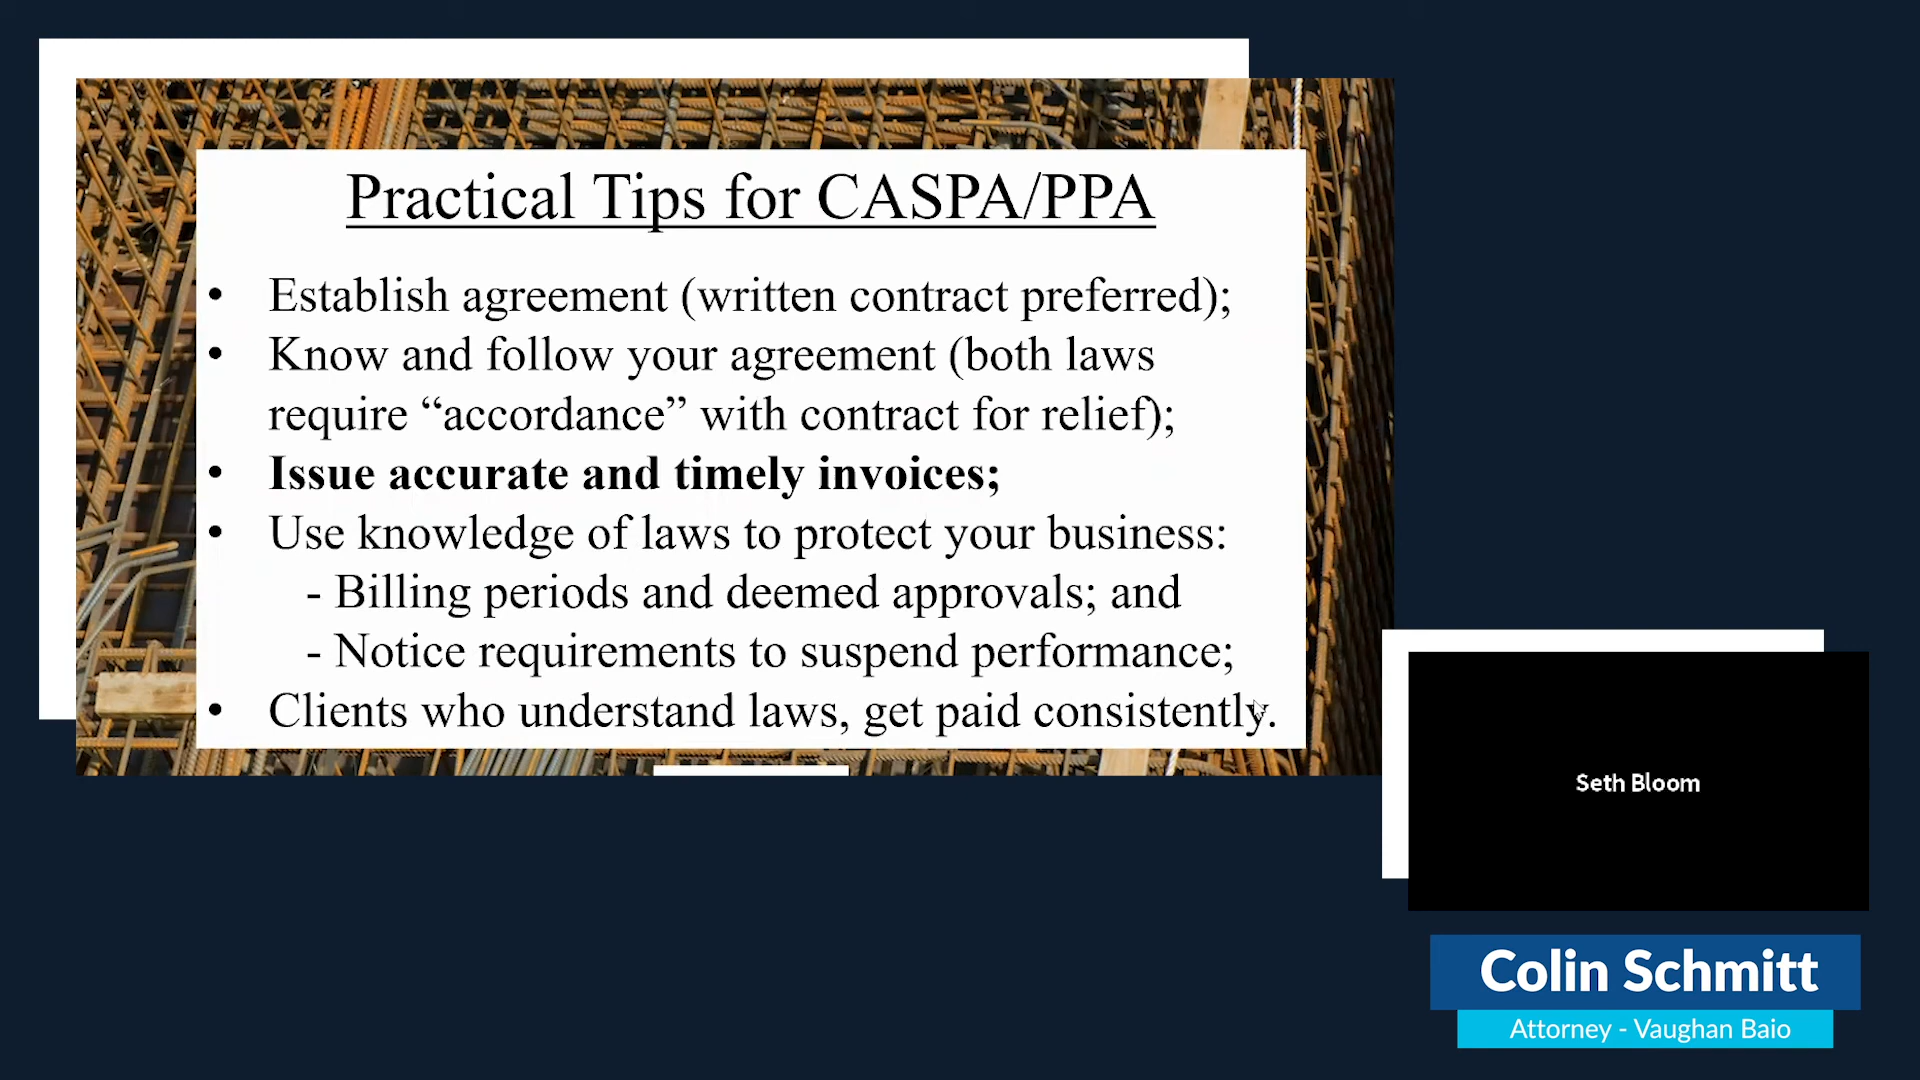 Practical Tips for CASPA/PPA
• Establish agreement (written contract preferred);
• Know and follow your agreement (both laws
require “accordance” with contract for relief);
• Issue accurate and timely invoices;
• Use knowledge of laws to protect your business:
- Billing periods and deemed approvals; and
- Notice requirements to suspend performance;
• Clients who understand laws, get paid consistently.
Seth Bloom
Colin Schmitt
Attorney - Vaughan Baio